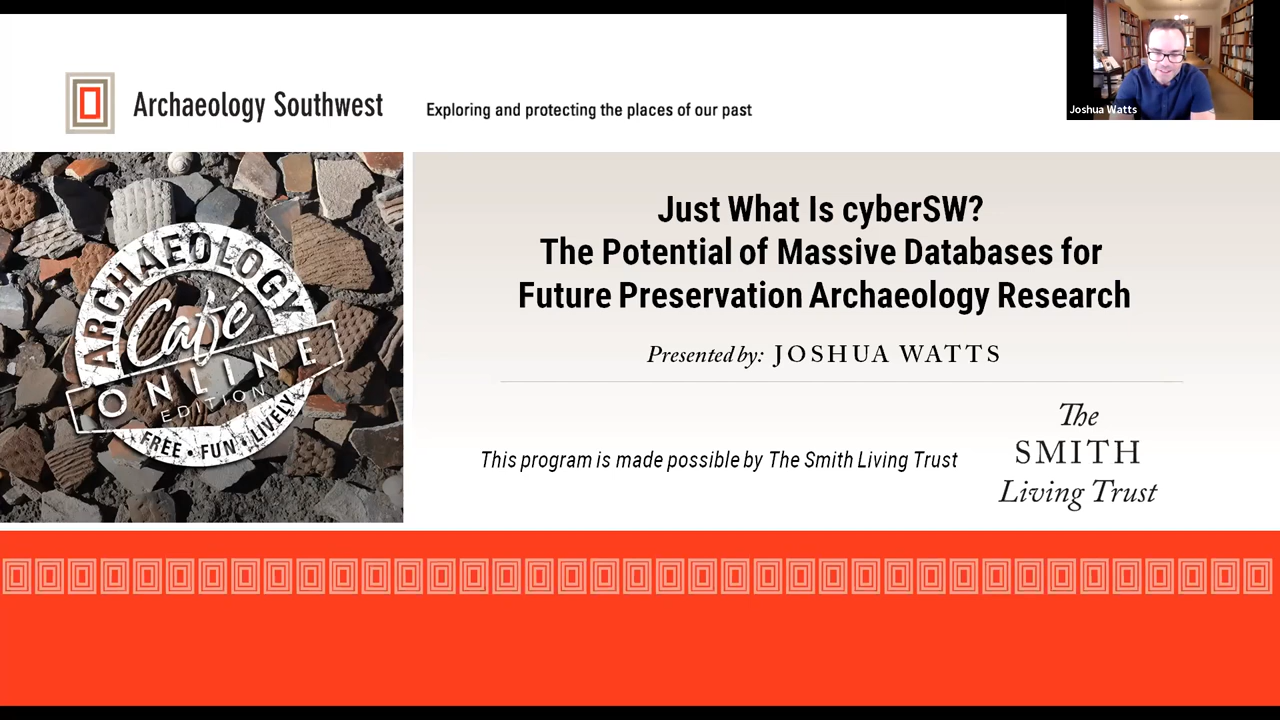 Archaeology Southwest
Exploring and protecting the places of our past
Joshua Watts
ARCHAEOLOGY
Café
ONLINE
EDITION
FREE • FUN • LIVELY
Just What Is cyberSW?
The Potential of Massive Databases for
Future Preservation Archaeology Research
Presented by: JOSHUA WATTS
This program is made possible by The Smith Living Trust
The
SMITH
Living Trust